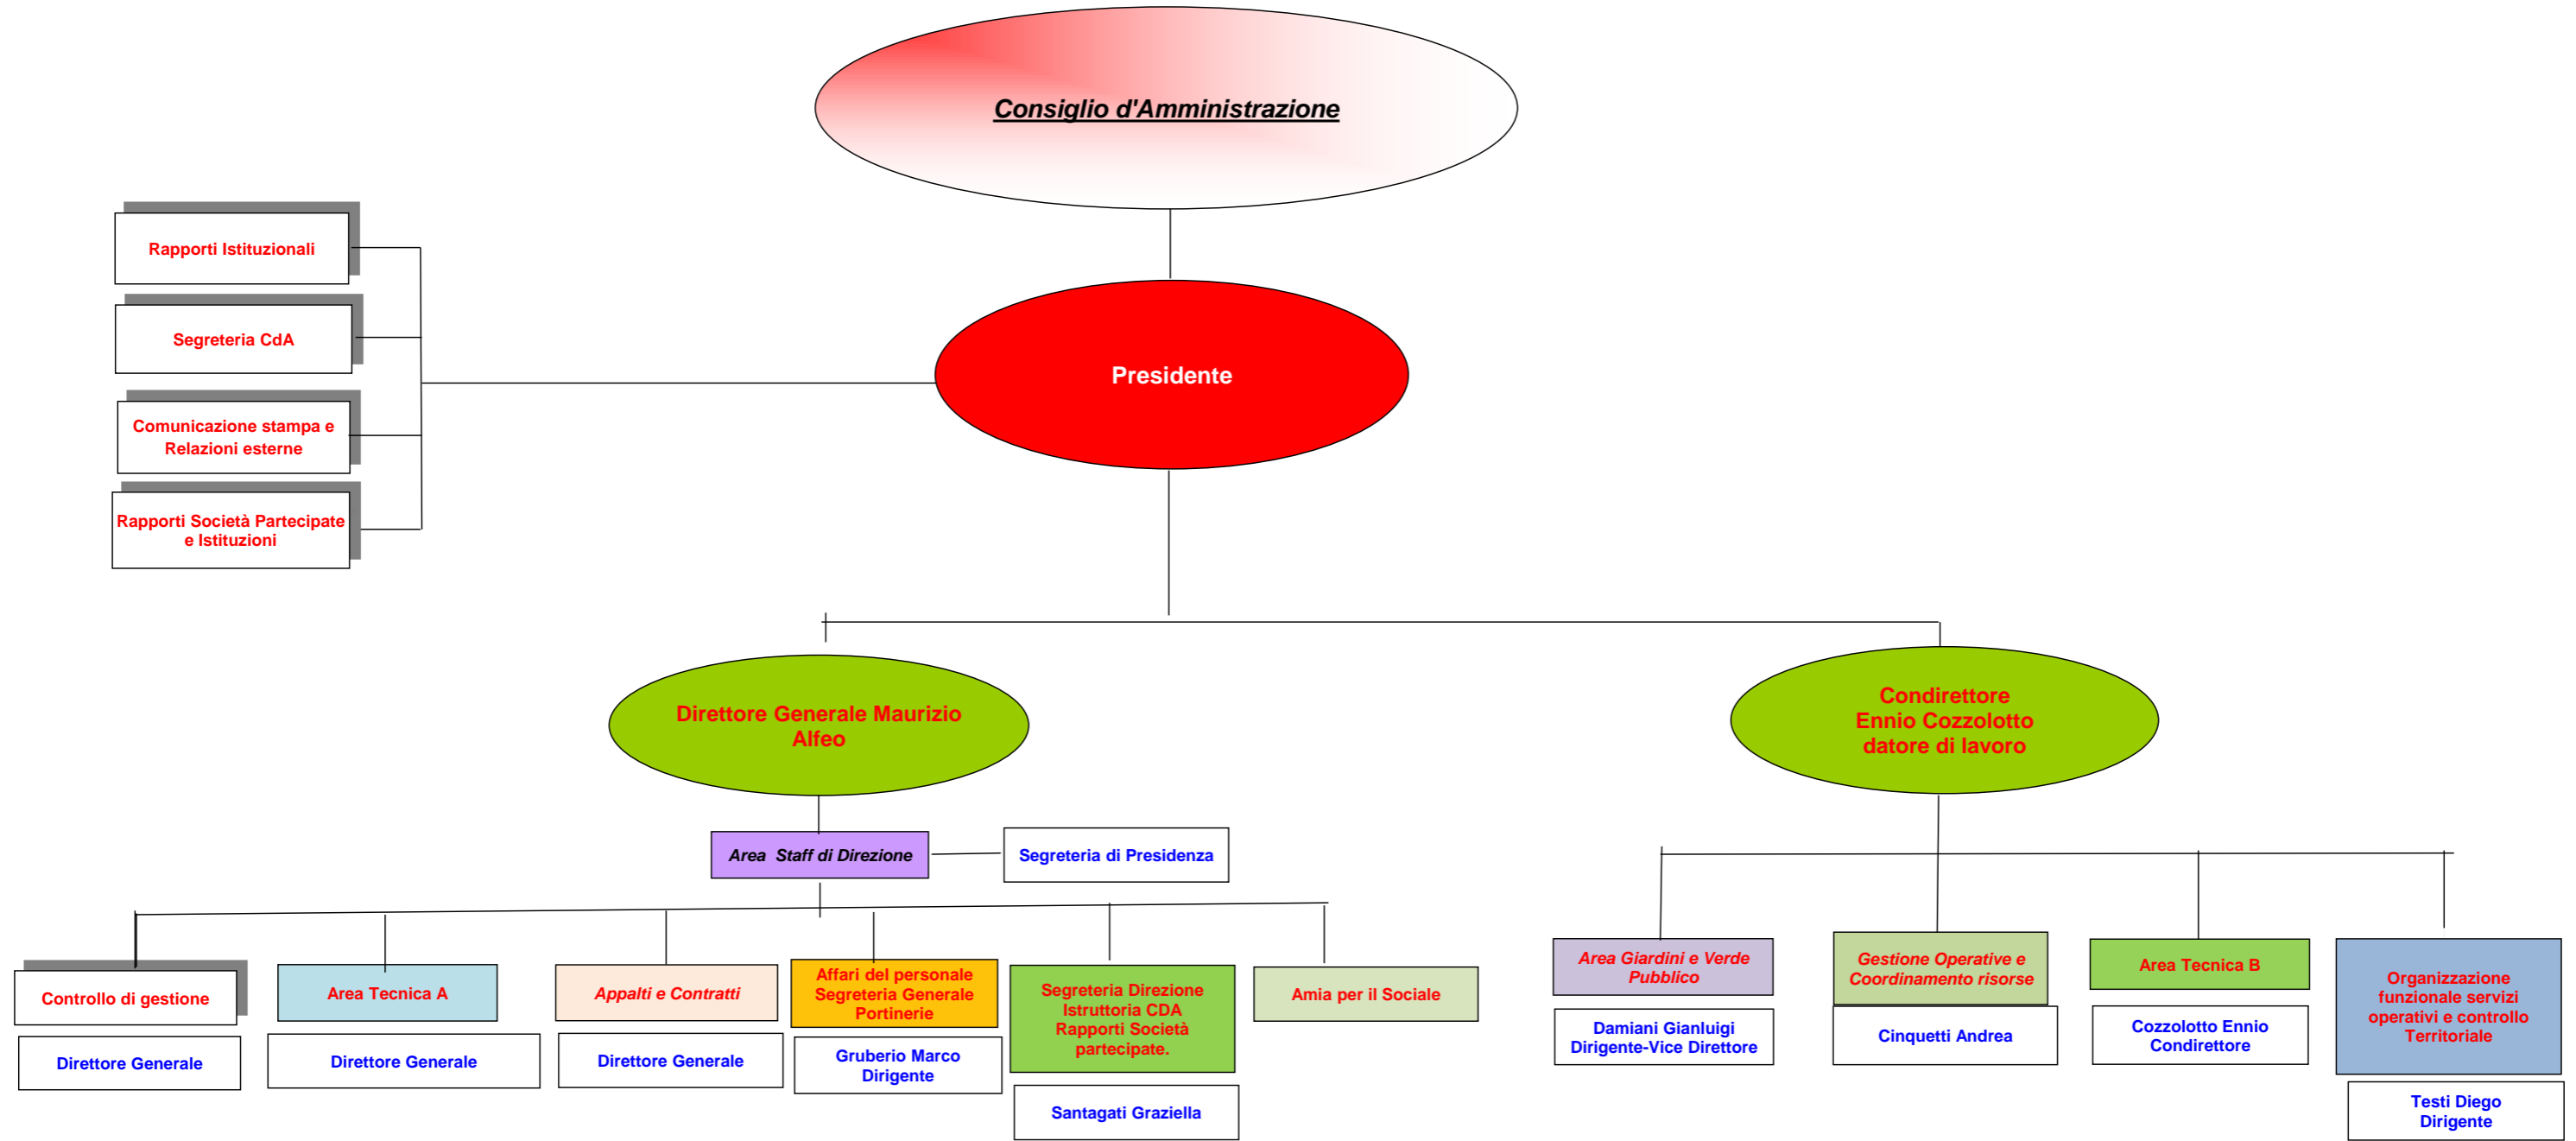 Consiglio d'Amministrazione
Rapporti Istituzionali
Segreteria CdA
Comunicazione stampa e
Relazioni esterne
Rapporti Società Partecipate
e Istituzioni
Presidente
Direttore Generale Maurizio
Alfeo
Condirettore
Ennio Cozzolotto
datore di lavoro
Area  Staff di Direzione
Segreteria di Presidenza
Controllo di gestione
Direttore Generale
Area Tecnica A
Direttore Generale
Appalti e Contratti
Direttore Generale
Affari del personale
Segreteria Generale
Portinerie
Gruberio Marco
Dirigente
Segreteria Direzione
Istruttoria CDA
Rapporti Società
partecipate.
Santagati Graziella
Amia per il Sociale
Area Giardini e Verde
Pubblico
Damiani Gianluigi
Dirigente-Vice Direttore
Gestione Operative e
Coordinamento risorse
Cinquetti Andrea
Area Tecnica B
Cozzolotto Ennio
Condirettore
Organizzazione
funzionale servizi
operativi e controllo
Territoriale
Testi Diego
Dirigente